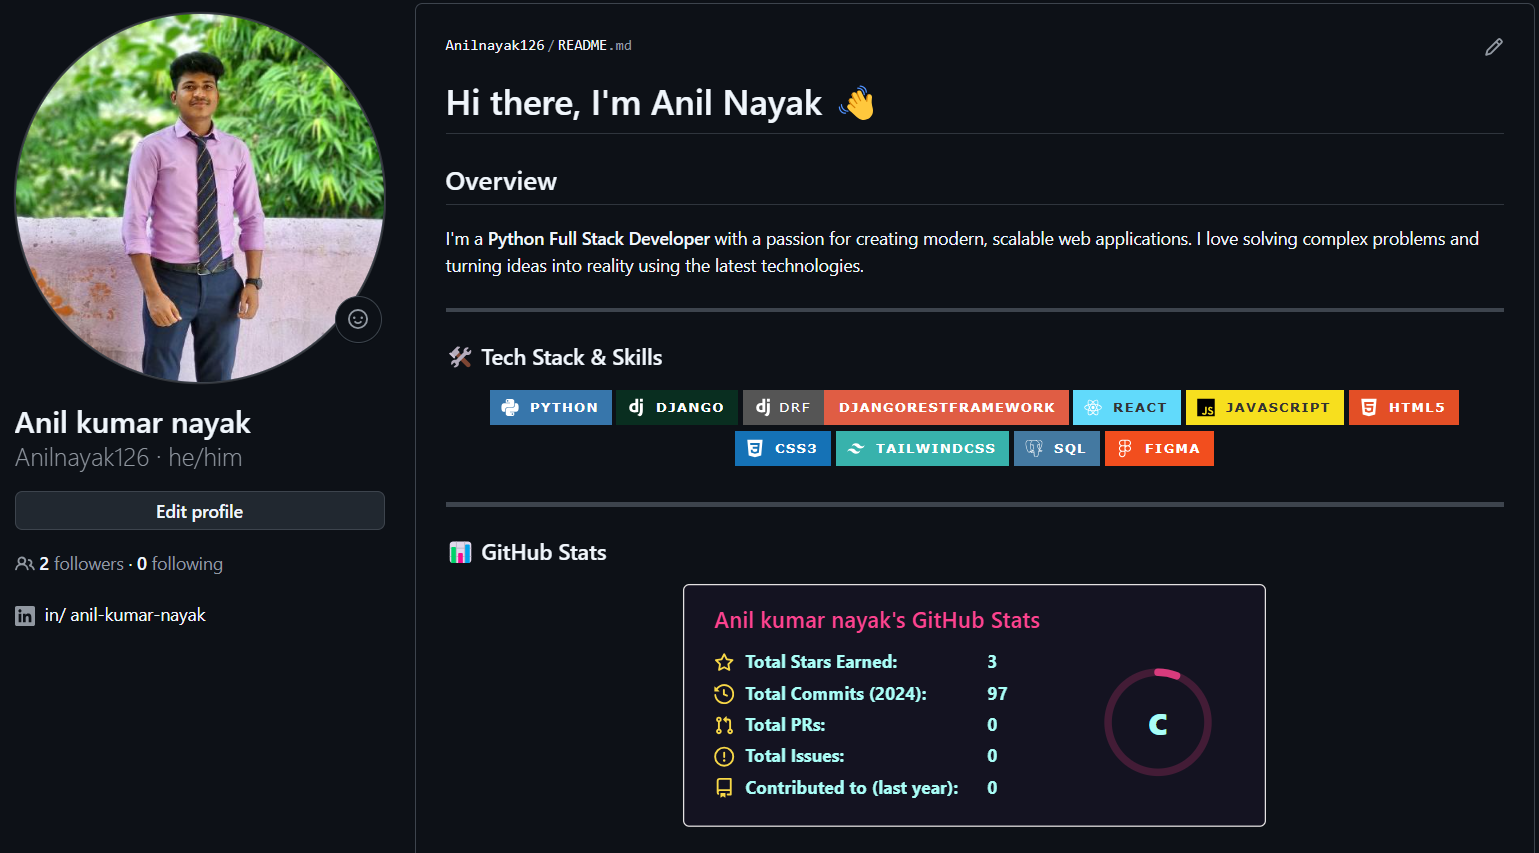 Anil kumar nayak
Anilnayak126 · he/him
Edit profile
2 followers · 0 following
in/ anil-kumar-nayak
Anilnayak126/README.md
Hi there, I'm Anil Nayak 👋
Overview
I'm a Python Full Stack Developer with a passion for creating modern, scalable web applications. I love solving complex problems and
turning ideas into reality using the latest technologies.
🛠️ Tech Stack & Skills
PYTHON dj DJANGO dj DRF DJANGORESTFRAMEWORK REACT JS JAVASCRIPT HTML5
CSS3 TAILWINDCSS SQL FIGMA
📊 GitHub Stats
Anil kumar nayak's GitHub Stats
Total Stars Earned: 3
Total Commits (2024): 97
Total PRs: 0
Total Issues: 0
Contributed to (last year): 0
C